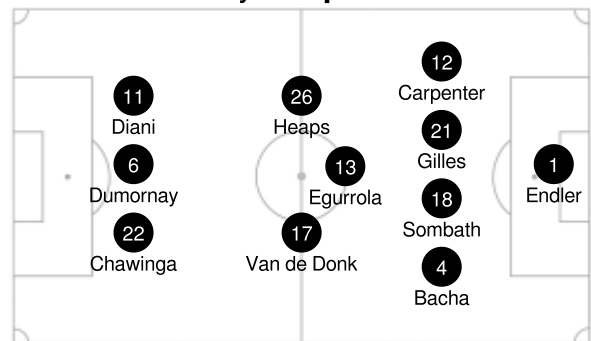 11
Diani
6
Dumornay
22
Chawinga
26
Heaps
13
Egurrola
17
Van de Donk
12
Carpenter
21
Gilles
18
Sombath
4
Bacha
1
Endler